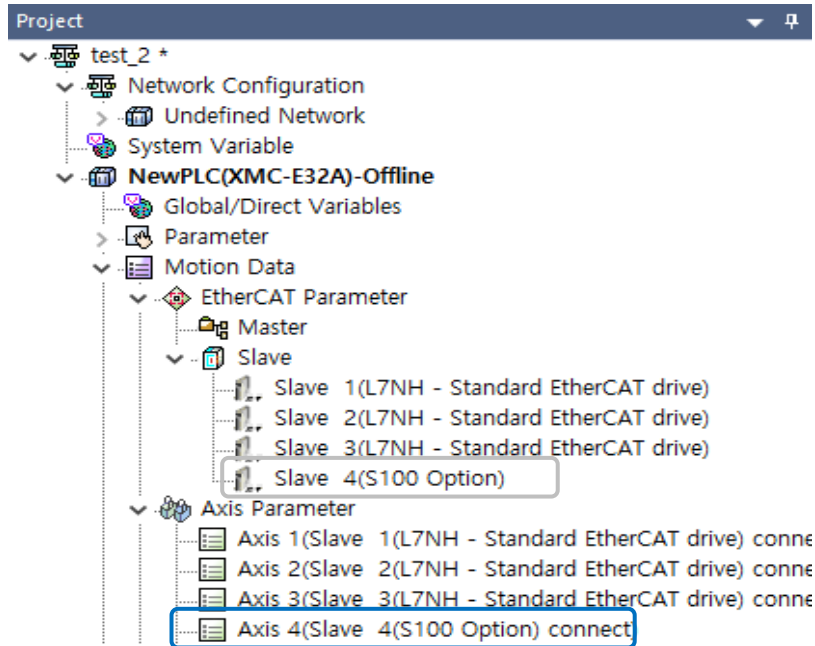 Project
test_2 *
Network Configuration
Undefined Network
System Variable
NewPLC(XMC-E32A)-Offline
Global/Direct Variables
Parameter
Motion Data
EtherCAT Parameter
Master
Slave
Slave 1(L7NH - Standard EtherCAT drive)
Slave 2(L7NH - Standard EtherCAT drive)
Slave 3(L7NH - Standard EtherCAT drive)
Slave 4(S100 Option)
Axis Parameter
Axis 1(Slave 1(L7NH - Standard EtherCAT drive) conne
Axis 2(Slave 2(L7NH - Standard EtherCAT drive) conne
Axis 3(Slave 3(L7NH - Standard EtherCAT drive) conne
Axis 4(Slave 4(S100 Option) connect)